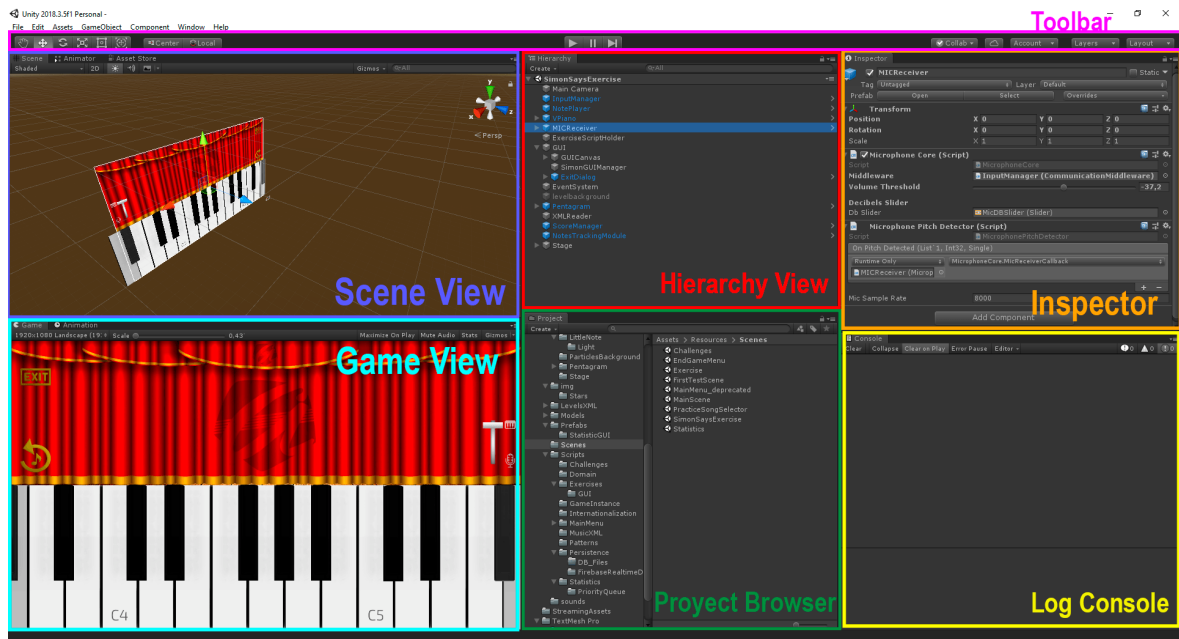 Unity 2018.3.5f1 Personal -
File Edit Assets GameObject Component Window Help
Toolbar
Center Local
Collab Account Layers Layout
Scene Animator Asset Store
Shaded 2D Gizmos All
y
x z
Persp
Scene View
Hierarchy
Create All
SimonSaysExercise
Main Camera
InputManager
NotePlayer
VPiano
MICReceiver
ExerciseScriptHolder
GUI
GUICanvas
SimonGUIManager
ExitDialog
EventSystem
levelbackground
Pentagram
XMLReader
ScoreManager
NotesTrackingModule
Stage
Hierarchy View
Inspector
MICReceiver Static
Tag Untagged Layer Default
Prefab Open Select Overrides
Transform
Position X 0 Y 0 Z 0
Rotation X 0 Y 0 Z 0
Scale X 1 Y 1 Z 1
Microphone Core (Script)
Script MicrophoneCore
Middleware InputManager (CommunicationMiddleware)
Volume Threshold -37,2
Decibels Slider
Db Slider MicDBSlider (Slider)
Microphone Pitch Detector (Script)
Script MicrophonePitchDetector
On Pitch Detected (List`1, Int32, Single)
Runtime Only MicrophoneCore.MicReceiverCallback
MICReceiver (Microp
Mic Sample Rate 8000
Add Component
Inspector
Game Animation
1920x1080 Landscape (19: Scale 0.43 Maximize On Play Mute Audio Stats Gizmos
Game View
EXIT
T
C4 C5
Project
Create
LittleNote
Light
ParticlesBackground
Pentagram
Stage
img
Stars
LevelsXML
Models
Prefabs
StatisticGUI
Scenes
Scripts
Challenges
Domain
Exercises
GUI
GameInstance
Internationalization
MainMenu
MusicXML
Patterns
Persistence
DB_Files
FirebaseRealtimeD
Statistics
PriorityQueue
sounds
StreamingAssets
TextMesh Pro
Assets > Resources > Scenes
Challenges
EndGameMenu
Exercise
FirstTestScene
MainMenu_deprecated
MainScene
PracticeSongSelector
SimonSaysExercise
Statistics
Proyect Browser
Console
Clear Collapse Clear on Play Error Pause Editor 0 0 0
Log Console